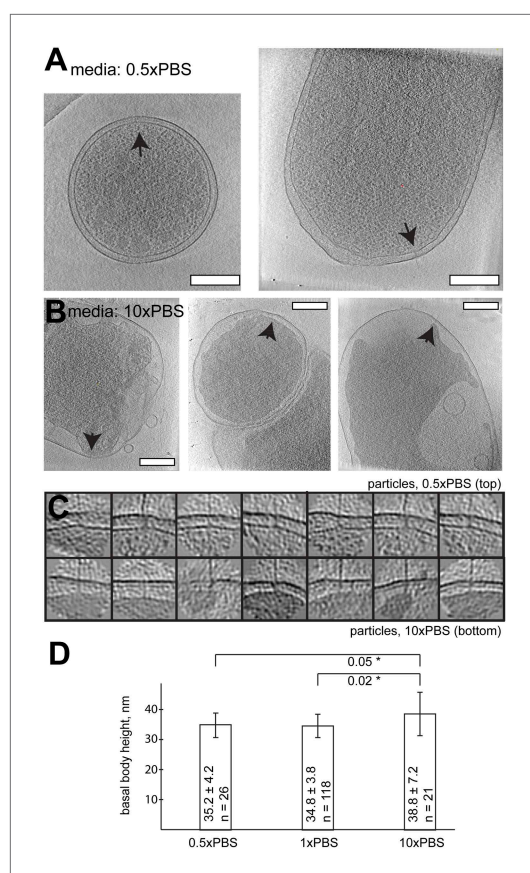 A media: 0.5xPBS
B media: 10xPBS
particles, 0.5xPBS (top)
C
particles, 10xPBS (bottom)
D
0.05 *
0.02 *
basal body height, nm
40
30
20
10
35.2 ± 4.2
n = 26
34.8 ± 3.8
n = 118
38.8 ± 7.2
n = 21
0.5xPBS 1xPBS 10xPBS